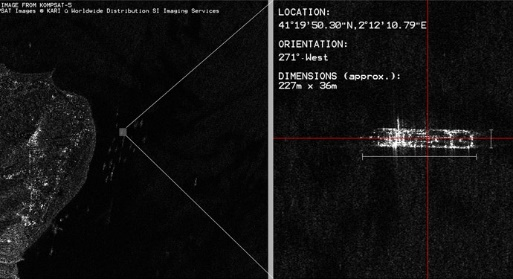 IMAGE FROM KOMPSAT-5
SAT Images © KARI & Worldwide Distribution SI Imaging Services
LOCATION:
41°19'50.30"N,2°12'10.79"E
ORIENTATION:
271°-West
DIMENSIONS (approx.):
227m x 36m